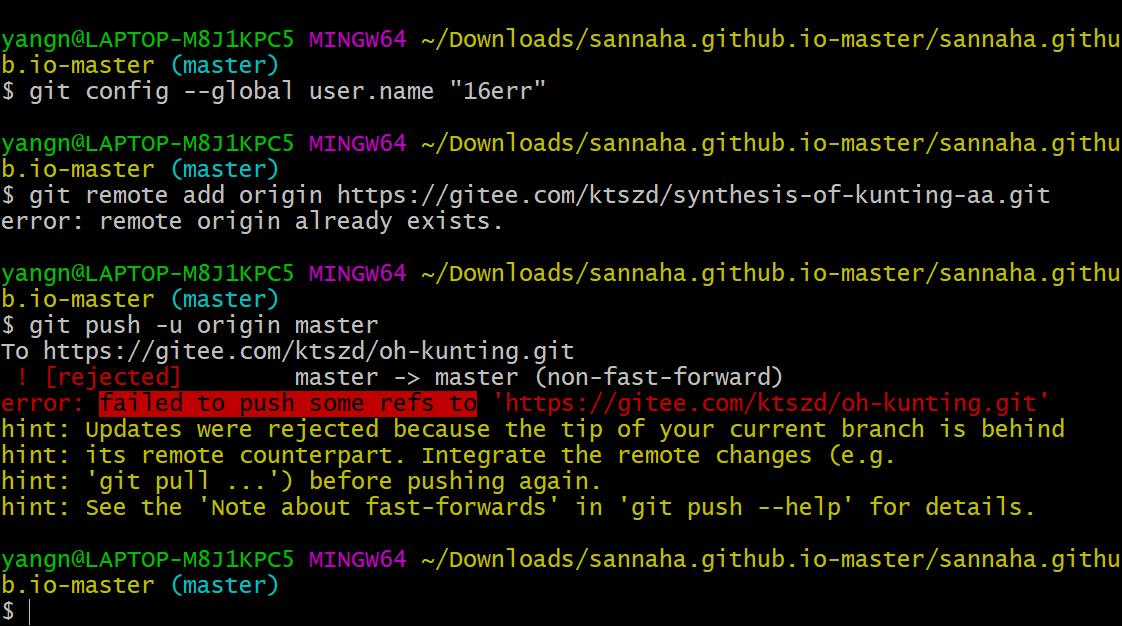 yangn@LAPTOP-M8J1KPC5 MINGW64 ~/Downloads/sannaha.github.io-master/sannaha.githu
b.io-master (master)
$ git config --global user.name "16err"
yangn@LAPTOP-M8J1KPC5 MINGW64 ~/Downloads/sannaha.github.io-master/sannaha.githu
b.io-master (master)
$ git remote add origin https://gitee.com/ktszd/synthesis-of-kunting-aa.git
error: remote origin already exists.
yangn@LAPTOP-M8J1KPC5 MINGW64 ~/Downloads/sannaha.github.io-master/sannaha.githu
b.io-master (master)
$ git push -u origin master
To https://gitee.com/ktszd/oh-kunting.git
 ! [rejected]        master -> master (non-fast-forward)
error: failed to push some refs to 'https://gitee.com/ktszd/oh-kunting.git'
hint: Updates were rejected because the tip of your current branch is behind
hint: its remote counterpart. Integrate the remote changes (e.g.
hint: 'git pull ...') before pushing again.
hint: See the 'Note about fast-forwards' in 'git push --help' for details.
yangn@LAPTOP-M8J1KPC5 MINGW64 ~/Downloads/sannaha.github.io-master/sannaha.githu
b.io-master (master)
$